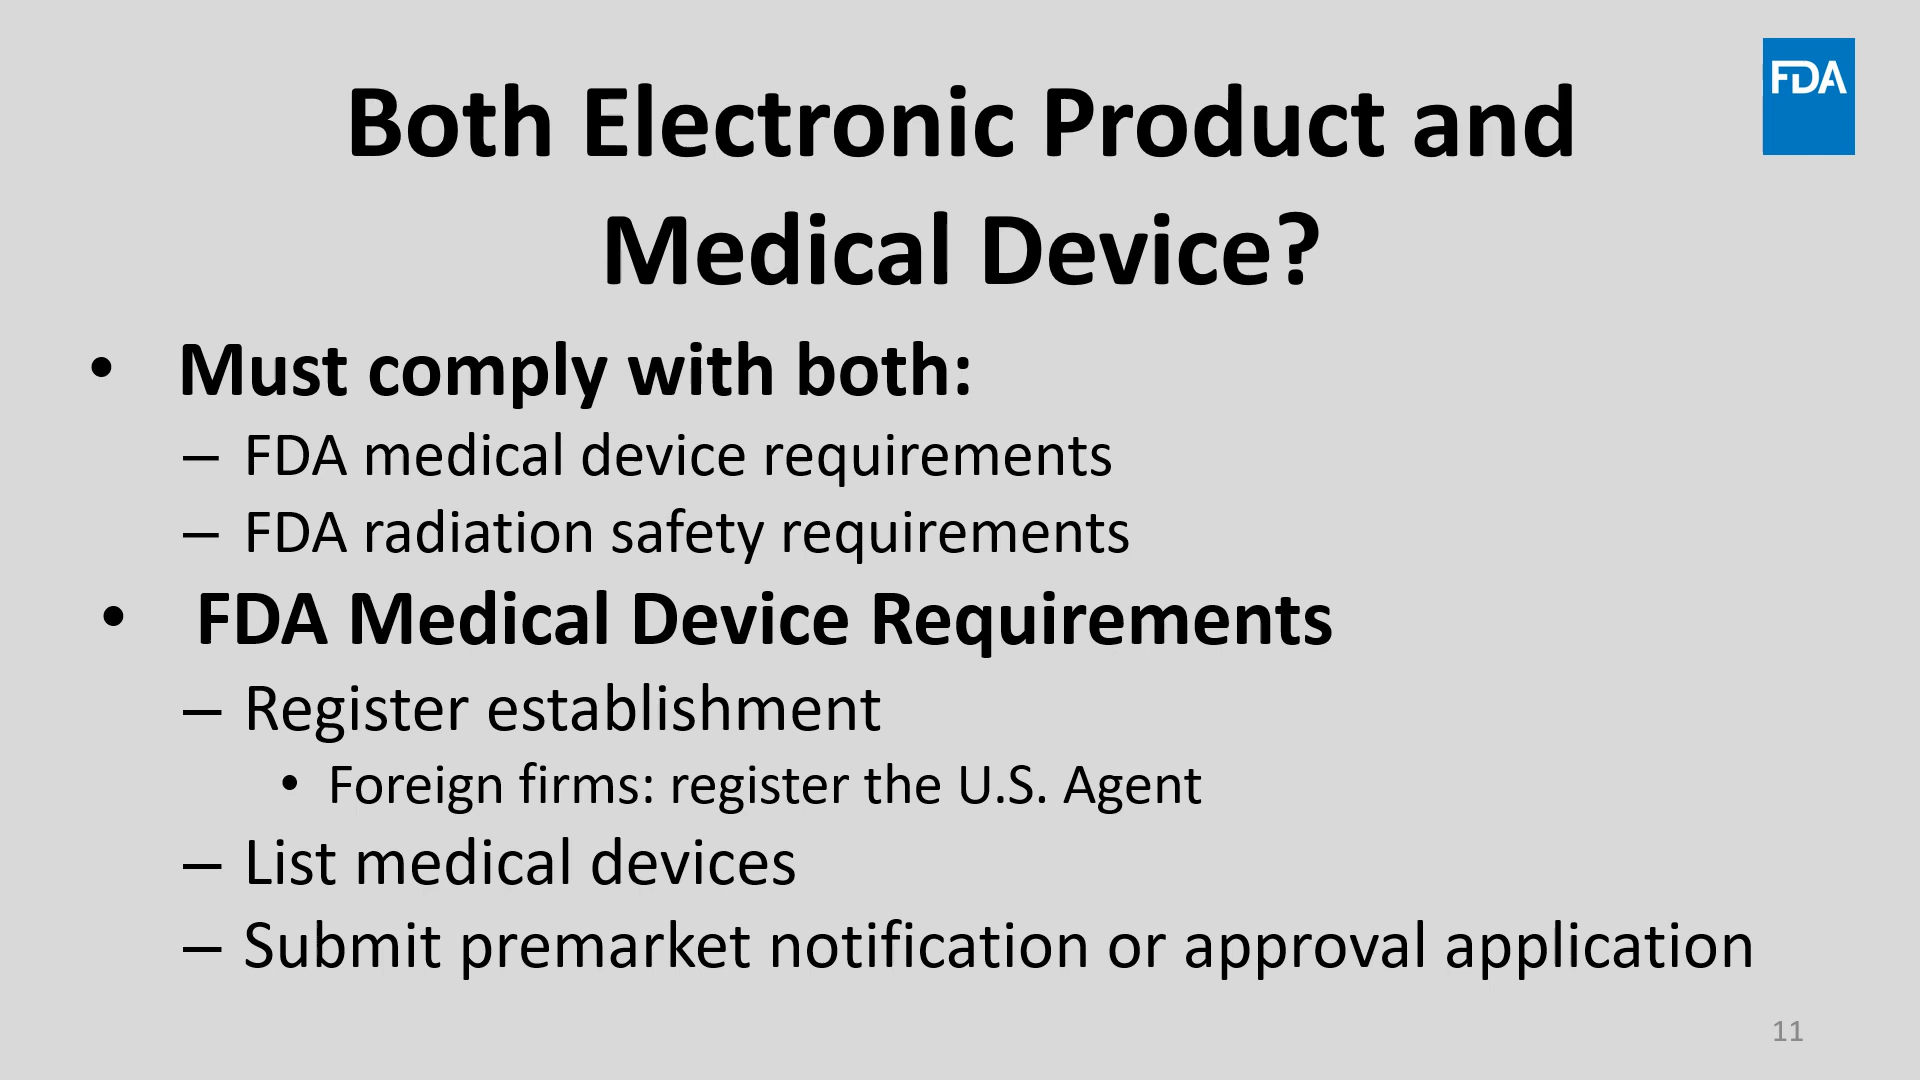 FDA
Both Electronic Product and
Medical Device?
• Must comply with both:
– FDA medical device requirements
– FDA radiation safety requirements
• FDA Medical Device Requirements
– Register establishment
• Foreign firms: register the U.S. Agent
– List medical devices
– Submit premarket notification or approval application
11